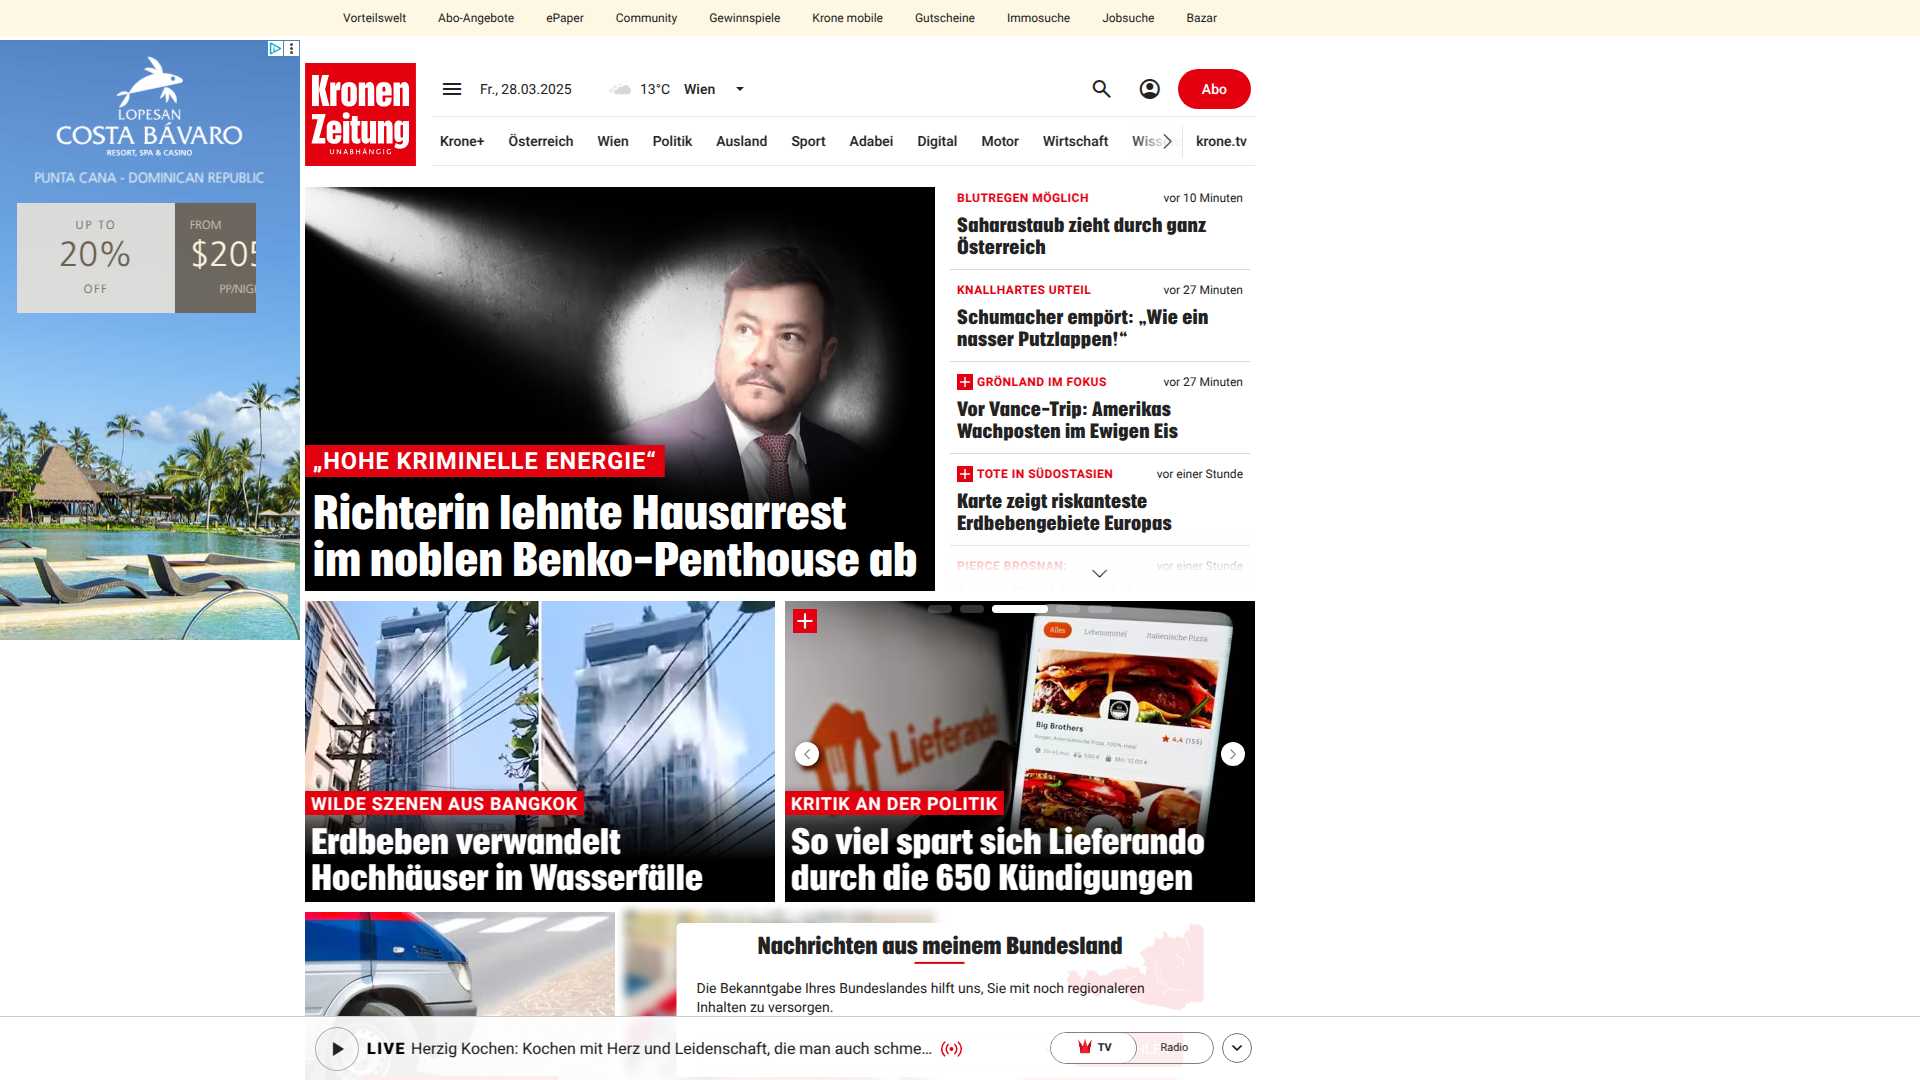 Vorteilswelt Abo-Angebote ePaper Community Gewinnspiele Krone mobile Gutscheine Immosuche Jobsuche Bazar
LOPESAN
COSTA BÁVARO
RESORT, SPA & CASINO
PUNTA CANA - DOMINICAN REPUBLIC
UP TO
20%
OFF
FROM
$205
PP/NIG
Kronen
Zeitung
UNABHÄNGIG
Fr., 28.03.2025 13°C Wien
Abo
Krone+ Österreich Wien Politik Ausland Sport Adabei Digital Motor Wirtschaft Wiss krone.tv
„HOHE KRIMINELLE ENERGIE“
Richterin lehnte Hausarrest
im noblen Benko-Penthouse ab
BLUTREGEN MÖGLICH vor 10 Minuten
Saharastaub zieht durch ganz
Österreich
KNALLHARTES URTEIL vor 27 Minuten
Schumacher empört: „Wie ein
nasser Putzlappen!“
GRÖNLAND IM FOKUS vor 27 Minuten
Vor Vance-Trip: Amerikas
Wachposten im Ewigen Eis
TOTE IN SÜDOSTASIEN vor einer Stunde
Karte zeigt riskanteste
Erdbebengebiete Europas
PIERCE BROSNAN: vor einer Stunde
WILDE SZENEN AUS BANGKOK
Erdbeben verwandelt
Hochhäuser in Wasserfälle
Alles Lebensmittel Italienische Pizza
Lieferando
Big Brothers
4,4 (155)
KRITIK AN DER POLITIK
So viel spart sich Lieferando
durch die 650 Kündigungen
Nachrichten aus meinem Bundesland
Die Bekanntgabe Ihres Bundeslandes hilft uns, Sie mit noch regionaleren
Inhalten zu versorgen.
LIVE Herzig Kochen: Kochen mit Herz und Leidenschaft, die man auch schme...
TV Radio